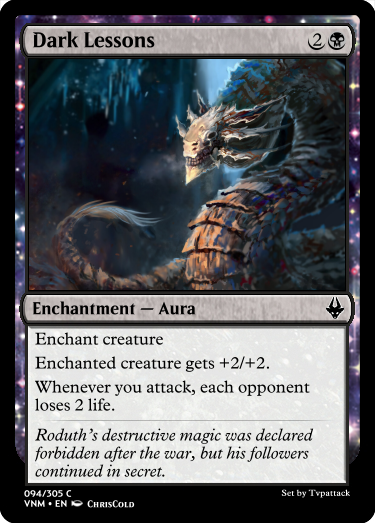 Dark Lessons 2
Enchantment — Aura
Enchant creature
Enchanted creature gets +2/+2.
Whenever you attack, each opponent
loses 2 life.
Roduth's destructive magic was declared
forbidden after the war, but his followers
continued in secret.
094/305 C
VNM • EN ChrisCold Set by Tvpattack